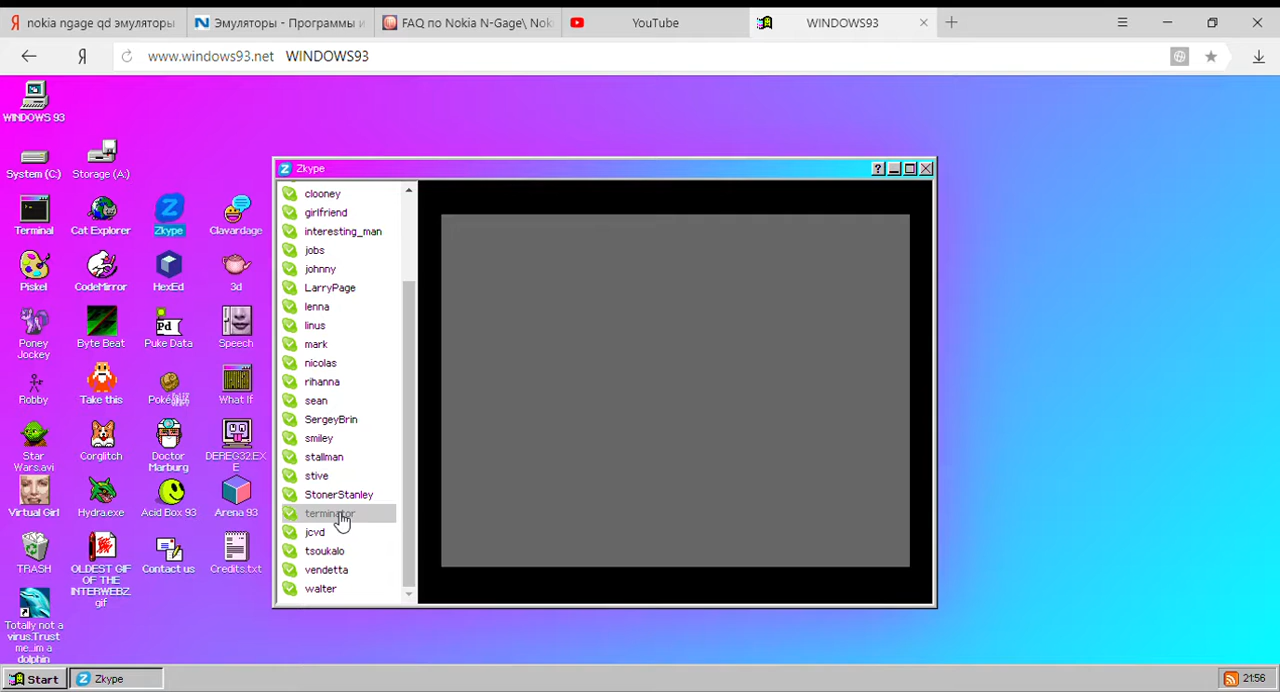 nokia ngage qd эмуляторы
Эмуляторы - Программы и
FAQ по Nokia N-Gage\ Nok
YouTube
WINDOWS93
www.windows93.net WINDOWS93
WINDOWS 93
System (C:)
Storage (A:)
Terminal
Cat Explorer
Zkype
Clavardage
Piskel
CodeMirror
HexEd
3d
Poney
Jockey
Byte Beat
Puke Data
Speech
Robby
Take this
What If
Star
Wars.avi
Corglitch
Doctor
Marburg
DEREG32.EX
E
Virtual Girl
Hydra.exe
Acid Box 93
Arena 93
TRASH
OLDEST GIF
OF THE
INTERWEBZ.
gif
Contact us
Credits.txt
Totally not a
virus.Trust
me...im a
dolphin
Zkype
clooney
girlfriend
interesting_man
jobs
johnny
LarryPage
lenna
linus
mark
nicolas
rihanna
sean
SergeyBrin
smiley
stallman
stive
StonerStanley
terminator
jcvd
tsoukalo
vendetta
walter
Start
Zkype
21:56